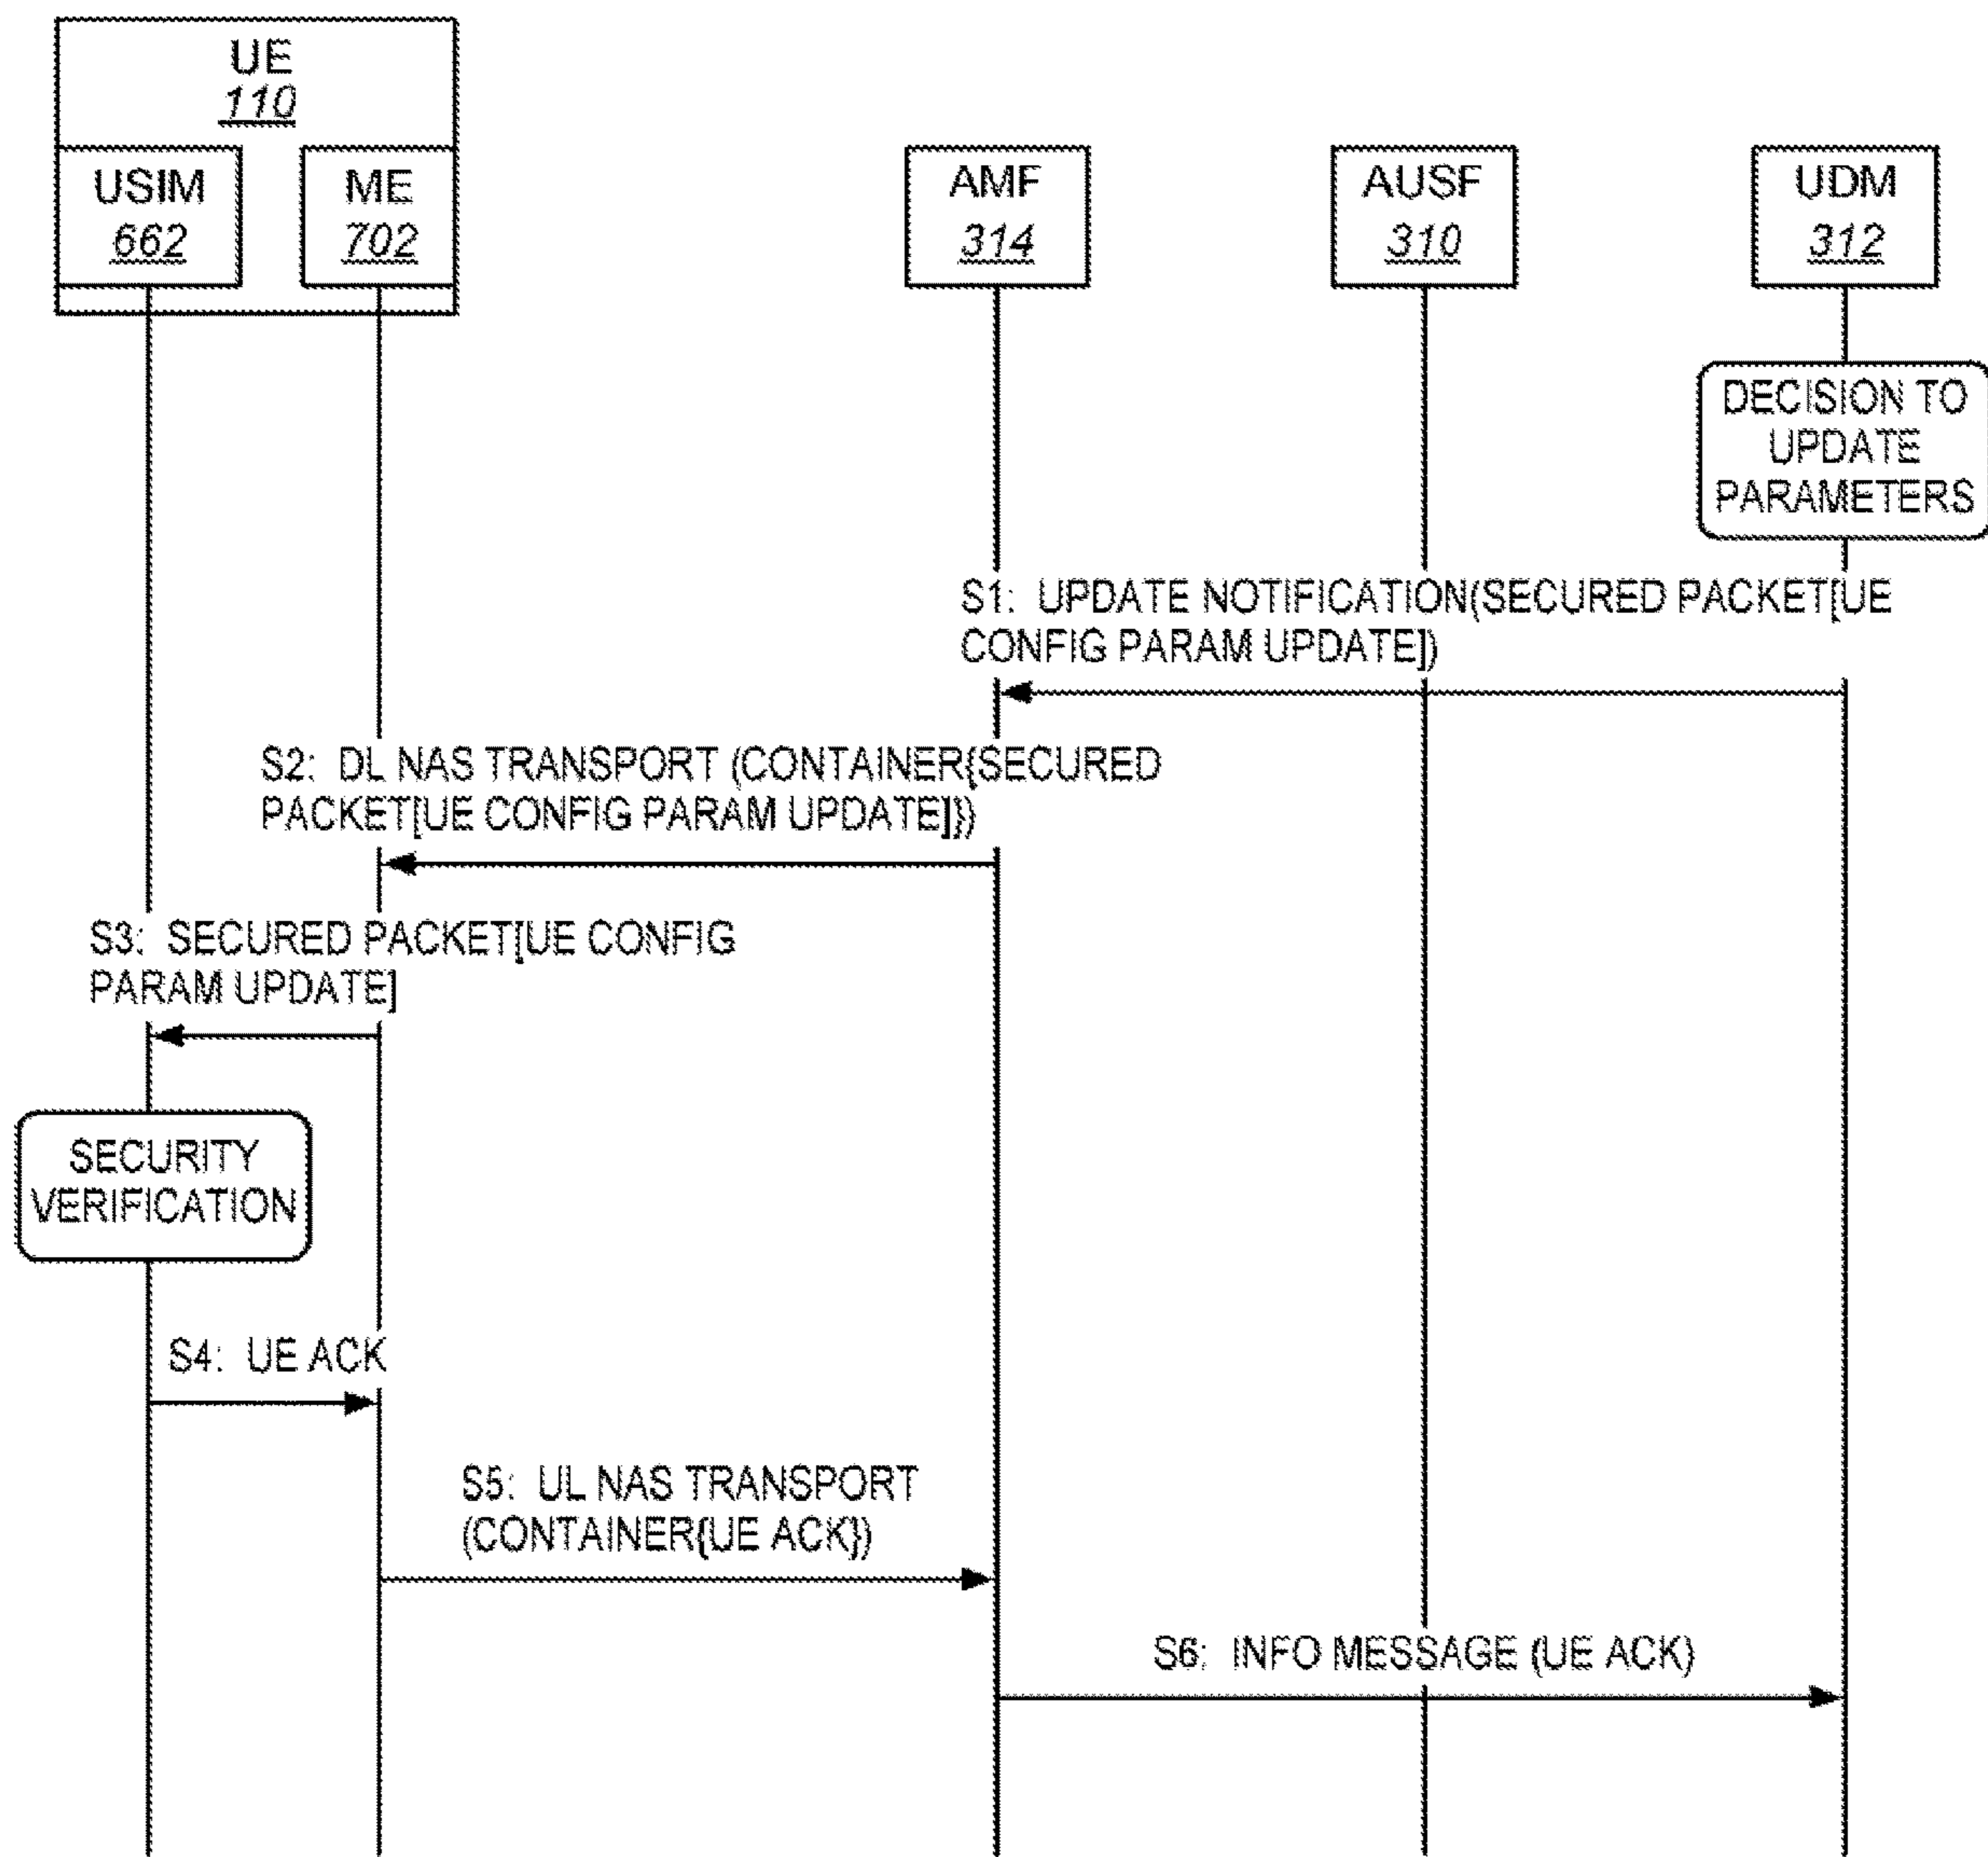 UE
110
USIM
662
ME
702
AMF
314
AUSF
310
UDM
312
DECISION TO
UPDATE
PARAMETERS
S1: UPDATE NOTIFICATION(SECURED PACKET[UE
CONFIG PARAM UPDATE])
S2: DL NAS TRANSPORT (CONTAINER{SECURED
PACKET[UE CONFIG PARAM UPDATE]})
S3: SECURED PACKET[UE CONFIG
PARAM UPDATE]
SECURITY
VERIFICATION
S4: UE ACK
S5: UL NAS TRANSPORT
(CONTAINER{UE ACK})
S6: INFO MESSAGE (UE ACK)